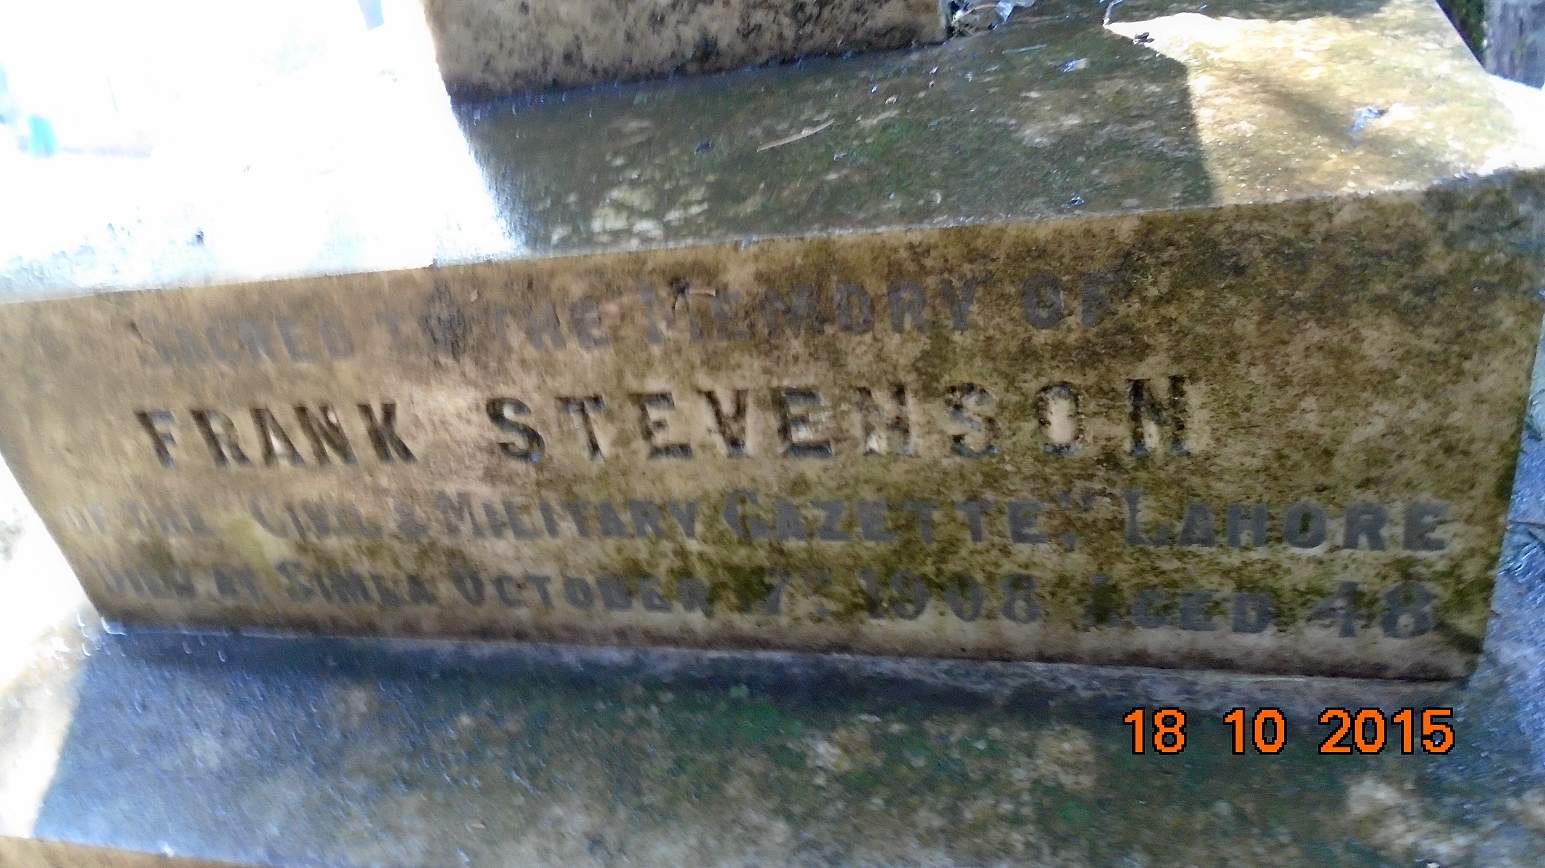 SACRED TO THE MEMORY OF
FRANK STEVENSON
OF THE "CIVIL & MILITARY GAZETTE," LAHORE
DIED AT SIMLA OCTOBER 17TH 1908 AGED 48
18 10 2015